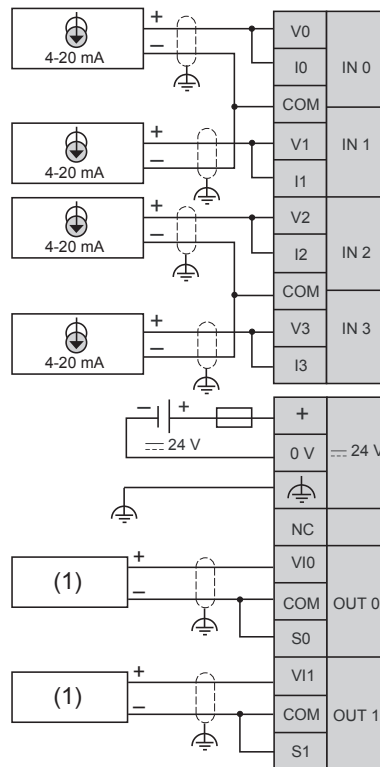 +
V0
−
I0
IN 0
4-20 mA
COM
+
V1
IN 1
−
4-20 mA
I1
+
V2
−
4-20 mA
I2
IN 2
COM
+
V3
IN 3
−
4-20 mA
I3
− +
+
24 V
0 V
24 V
NC
+
VI0
(1)
−
COM
OUT 0
S0
+
VI1
(1)
−
COM
OUT 1
S1